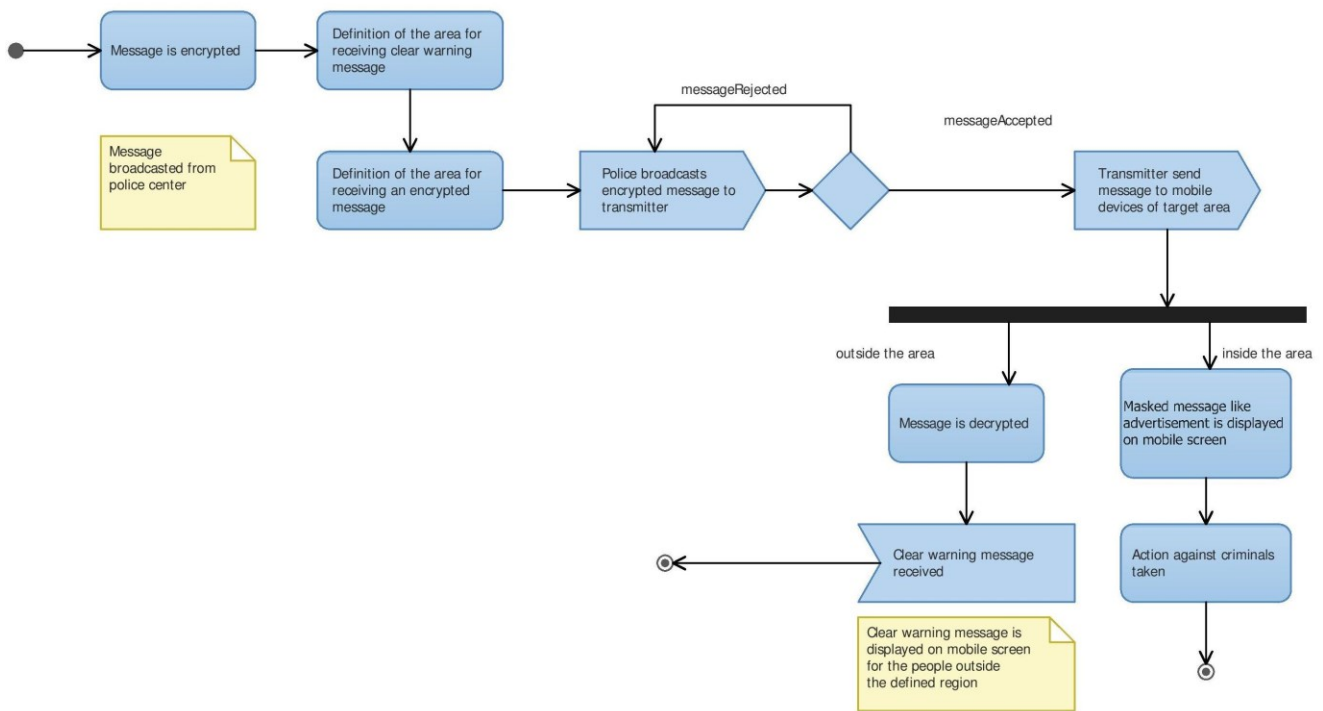 Message is encrypted
Definition of the area for
receiving clear warning
message
Message
broadcasted from
police center
Definition of the area for
receiving an encrypted
message
messageRejected
Police broadcasts
encrypted message to
transmitter
messageAccepted
Transmitter send
message to mobile
devices of target area
outside the area
inside the area
Message is decrypted
Masked message like
advertisement is displayed
on mobile screen
Clear warning message
received
Action against criminals
taken
Clear warning message is
displayed on mobile screen
for the people outside
the defined region